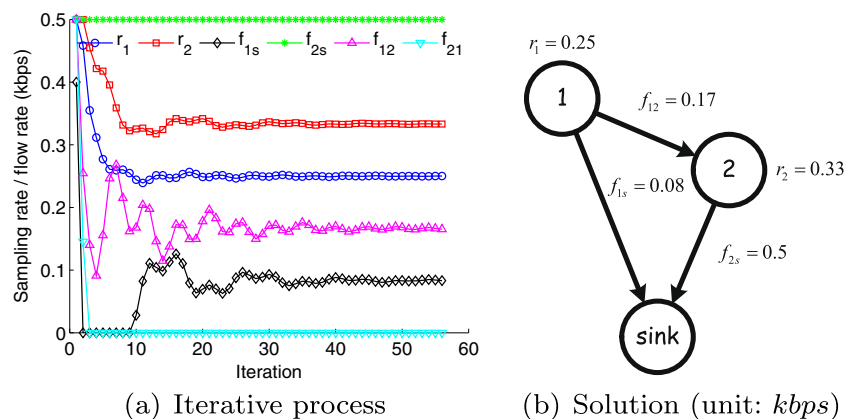 0.5
0.4
0.3
0.2
0.1
0
Sampling rate / flow rate (kbps)
r1 r2 f1s f2s f12 f21
0 10 20 30 40 50 60
Iteration
(a) Iterative process
r1 = 0.25
1
f12 = 0.17
2
r2 = 0.33
f1s = 0.08
f2s = 0.5
sink
(b) Solution (unit: kbps)